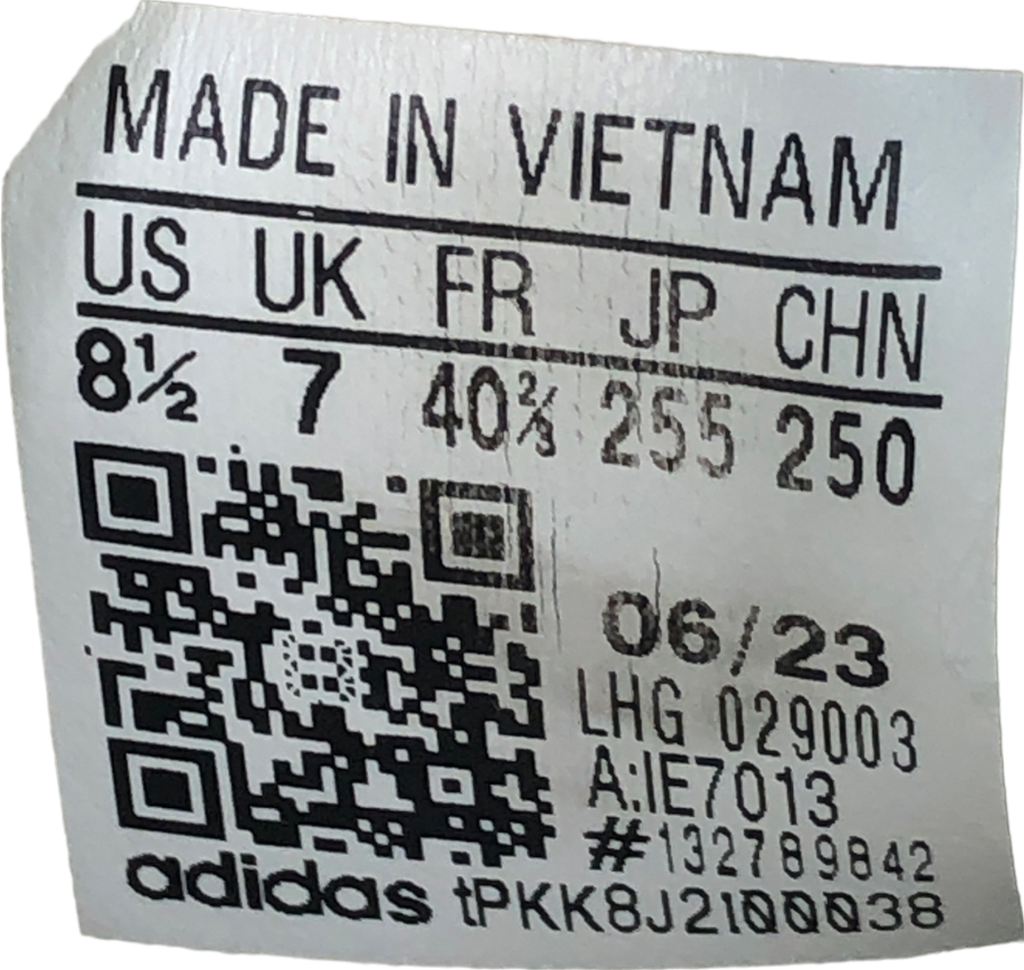 MADE IN VIETNAM
US UK FR JP CHN
8½ 7 40⅔ 255 250
06/23
LHG 029003
A:IE7013
#132789842
adidas tPKK8J2100038